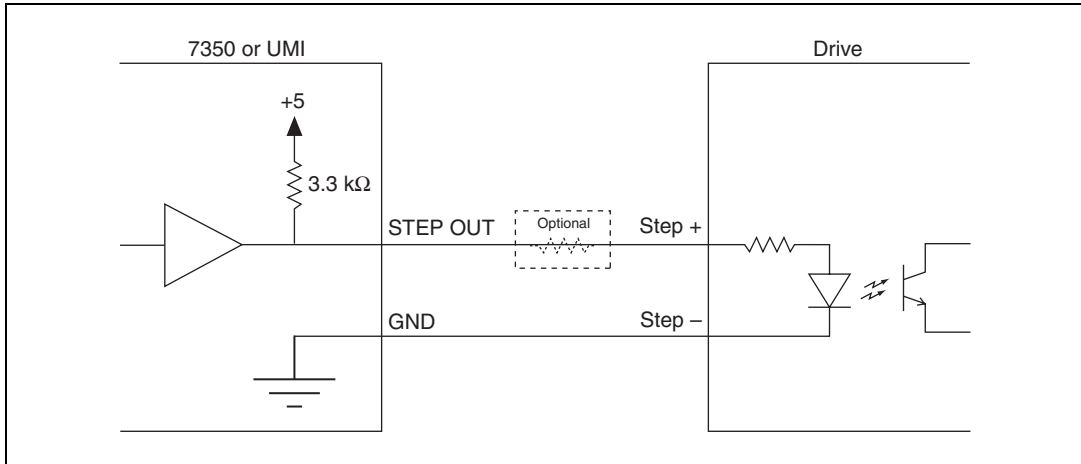 7350 or UMI
Drive
+5
3.3 kΩ
STEP OUT
Optional
Step +
GND
Step –